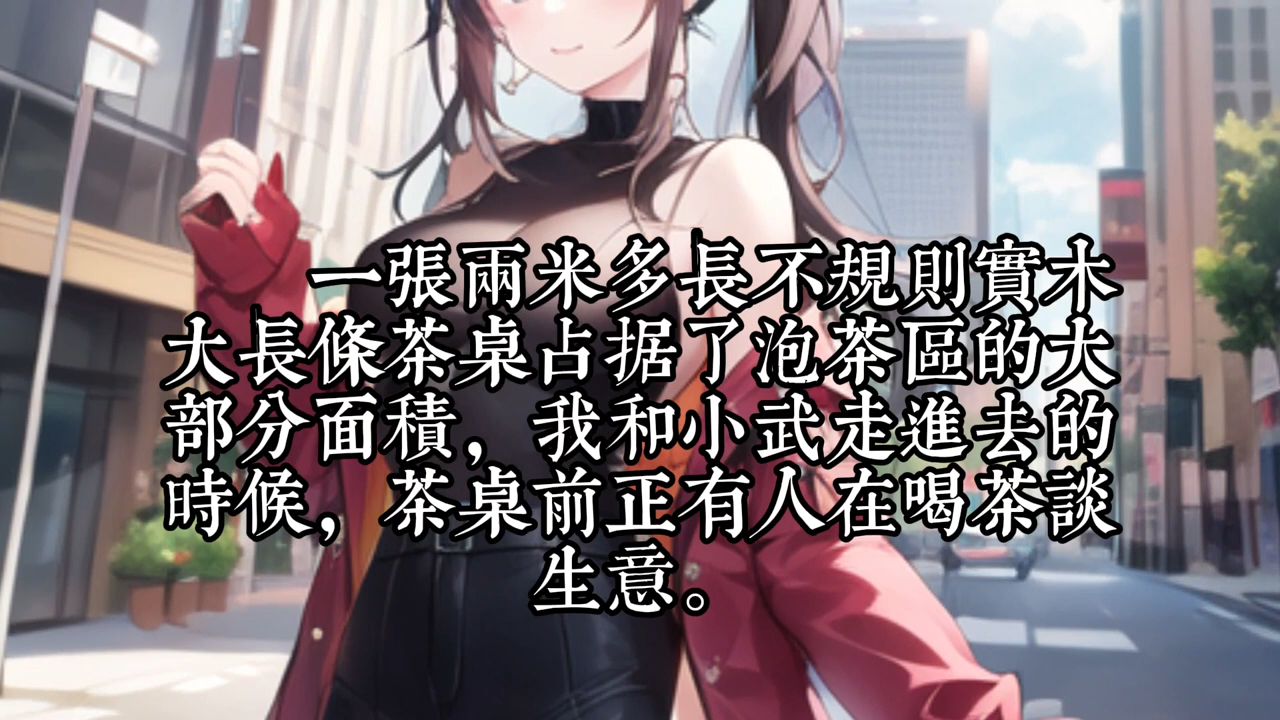 一張兩米多長不規則實木
大長條茶桌占据了泡茶區的大
部分面積，我和小武走進去的
時候，茶桌前正有人在喝茶談
生意。